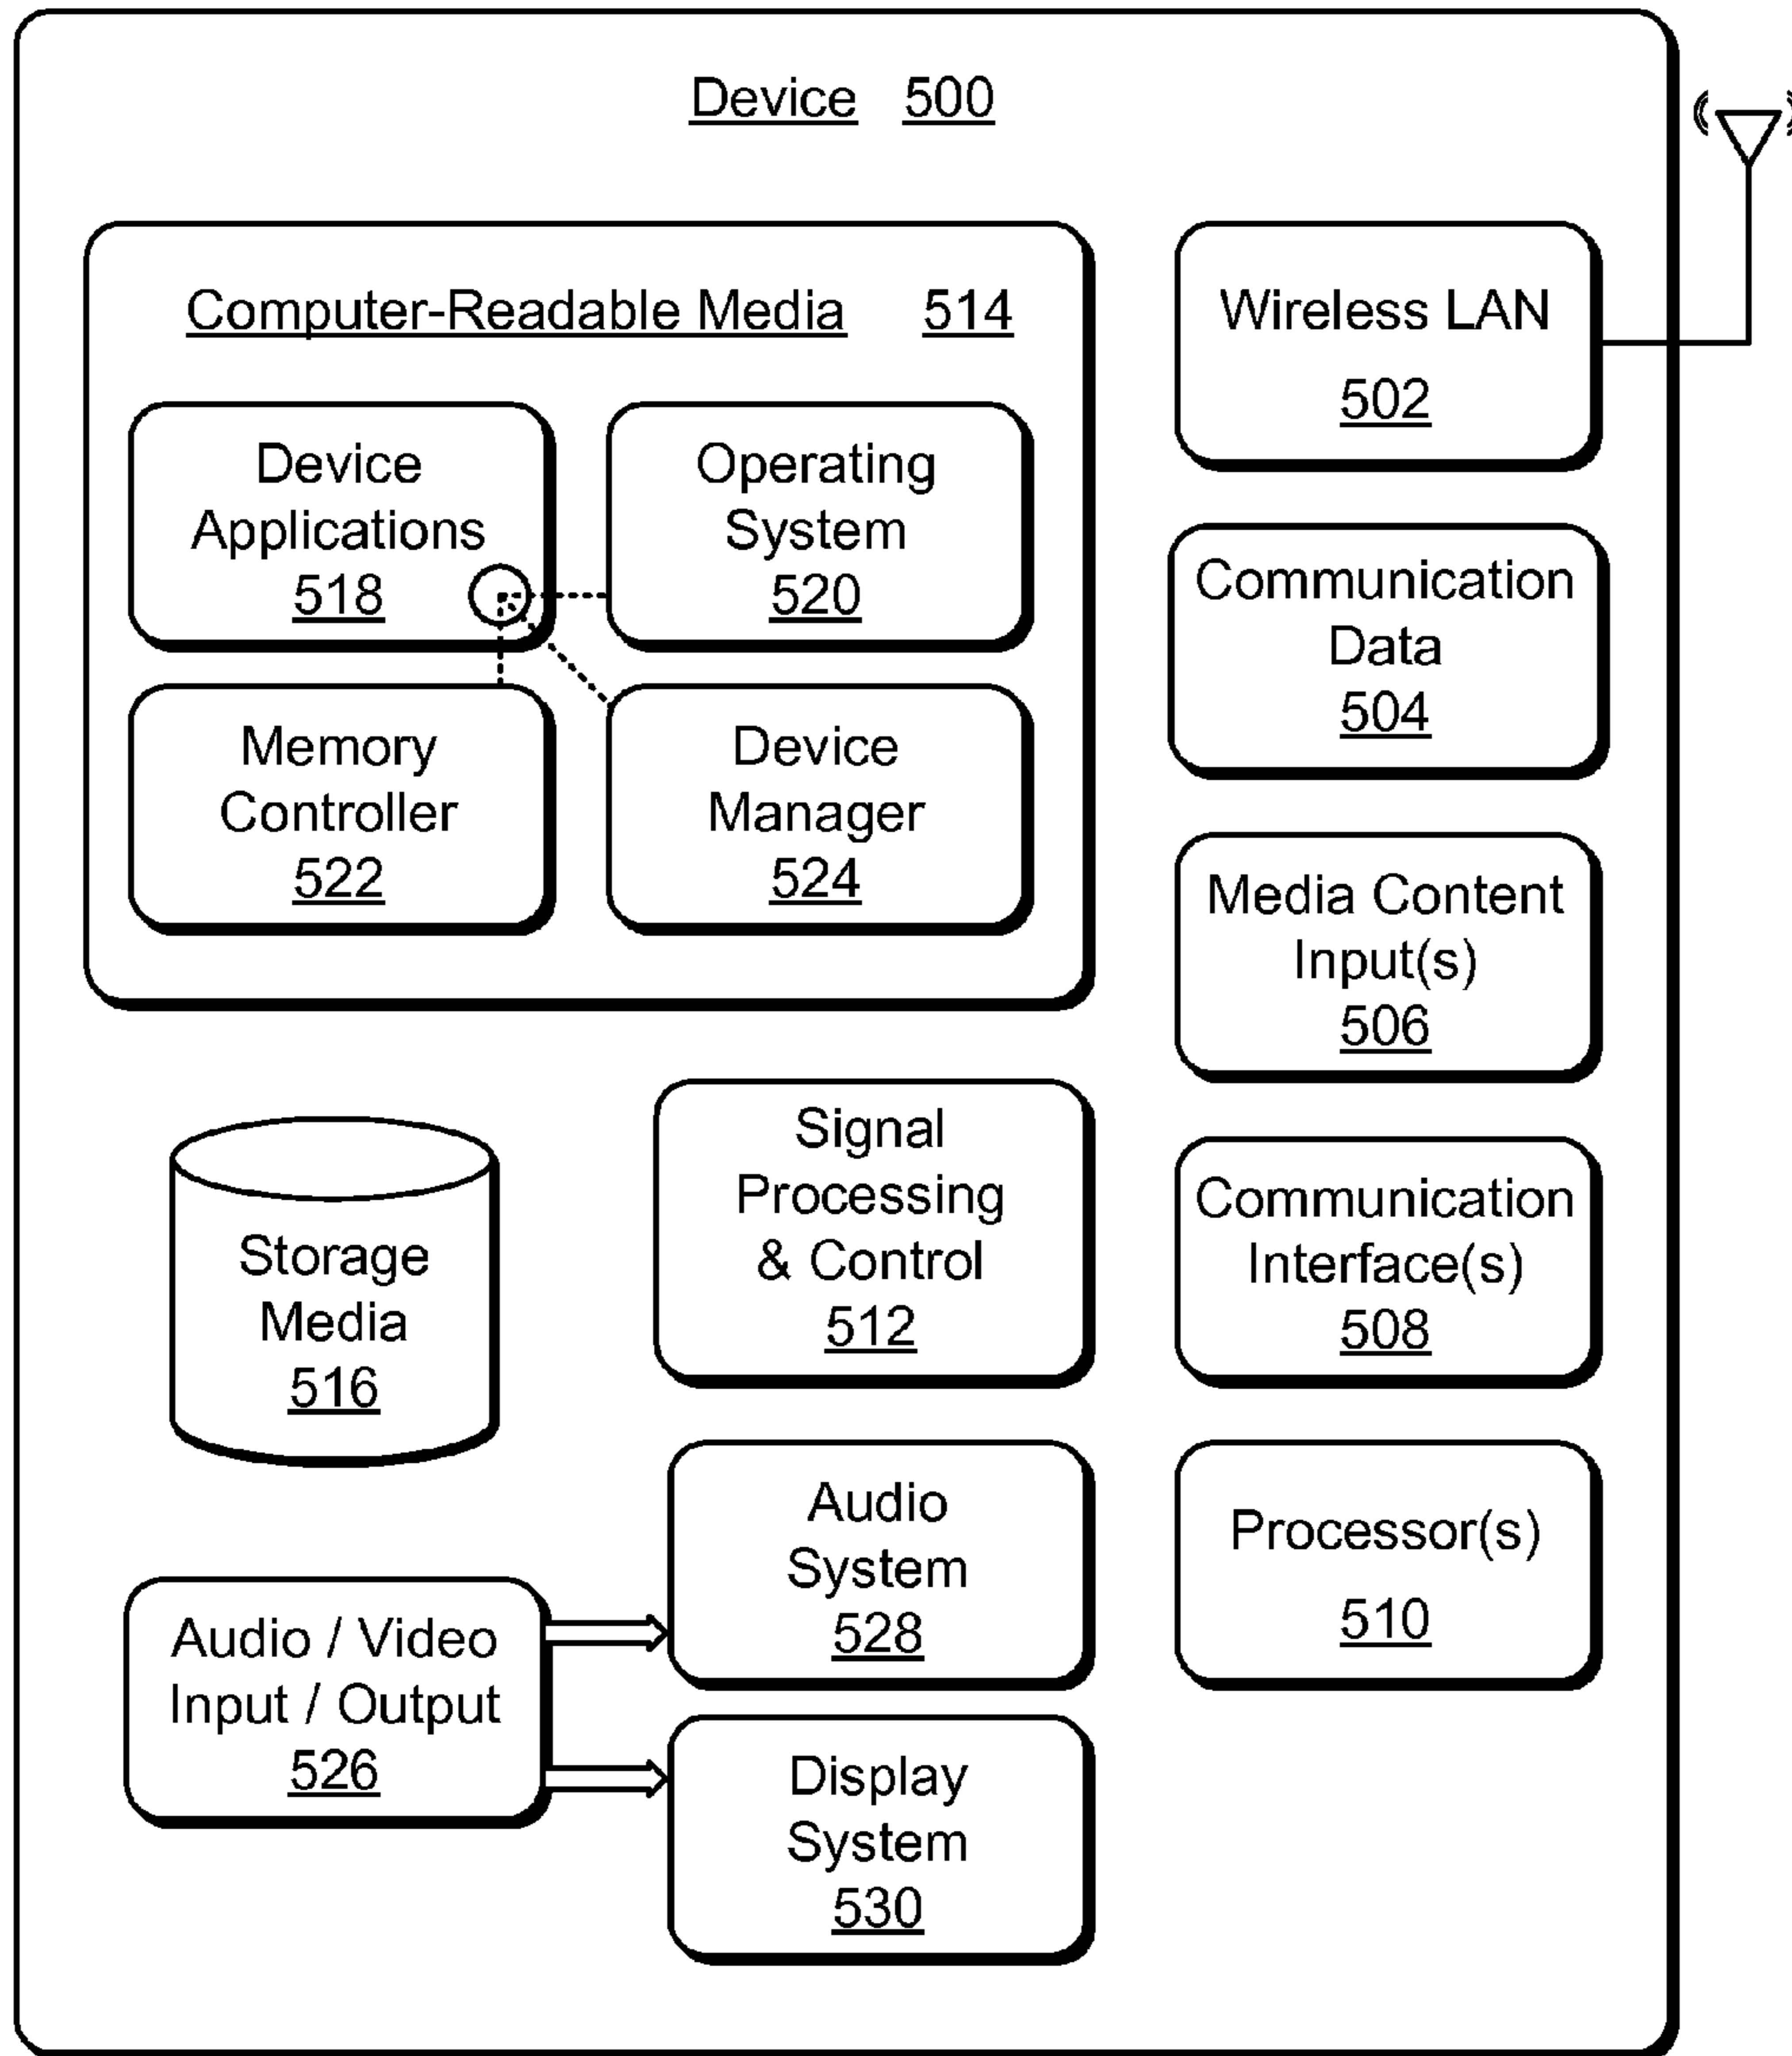 Device 500
Computer-Readable Media 514
Device
Applications
518
Operating
System
520
Memory
Controller
522
Device
Manager
524
Wireless LAN
502
Communication
Data
504
Media Content
Input(s)
506
Storage
Media
516
Signal
Processing
& Control
512
Communication
Interface(s)
508
Audio / Video
Input / Output
526
Audio
System
528
Display
System
530
Processor(s)
510